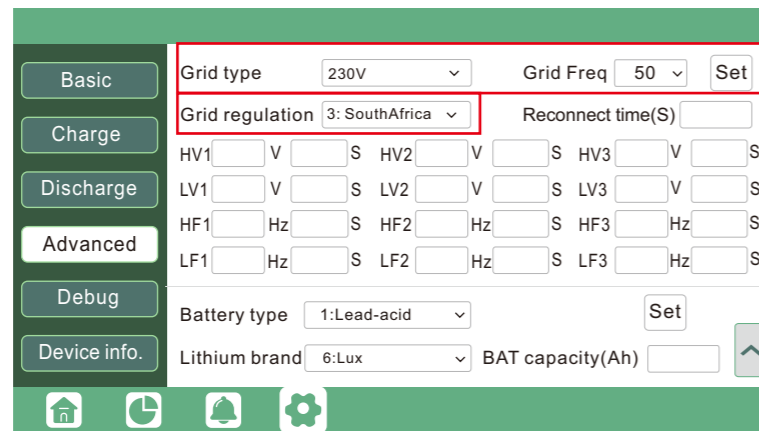 Basic
Charge
Discharge
Advanced
Debug
Device info.
Grid type 230V Grid Freq 50 Set
Grid regulation 3: SouthAfrica Reconnect time(S)
HV1 V S HV2 V S HV3 V S
LV1 V S LV2 V S LV3 V S
HF1 Hz S HF2 Hz S HF3 Hz S
LF1 Hz S LF2 Hz S LF3 Hz S
Battery type 1:Lead-acid Set
Lithium brand 6:Lux BAT capacity(Ah)